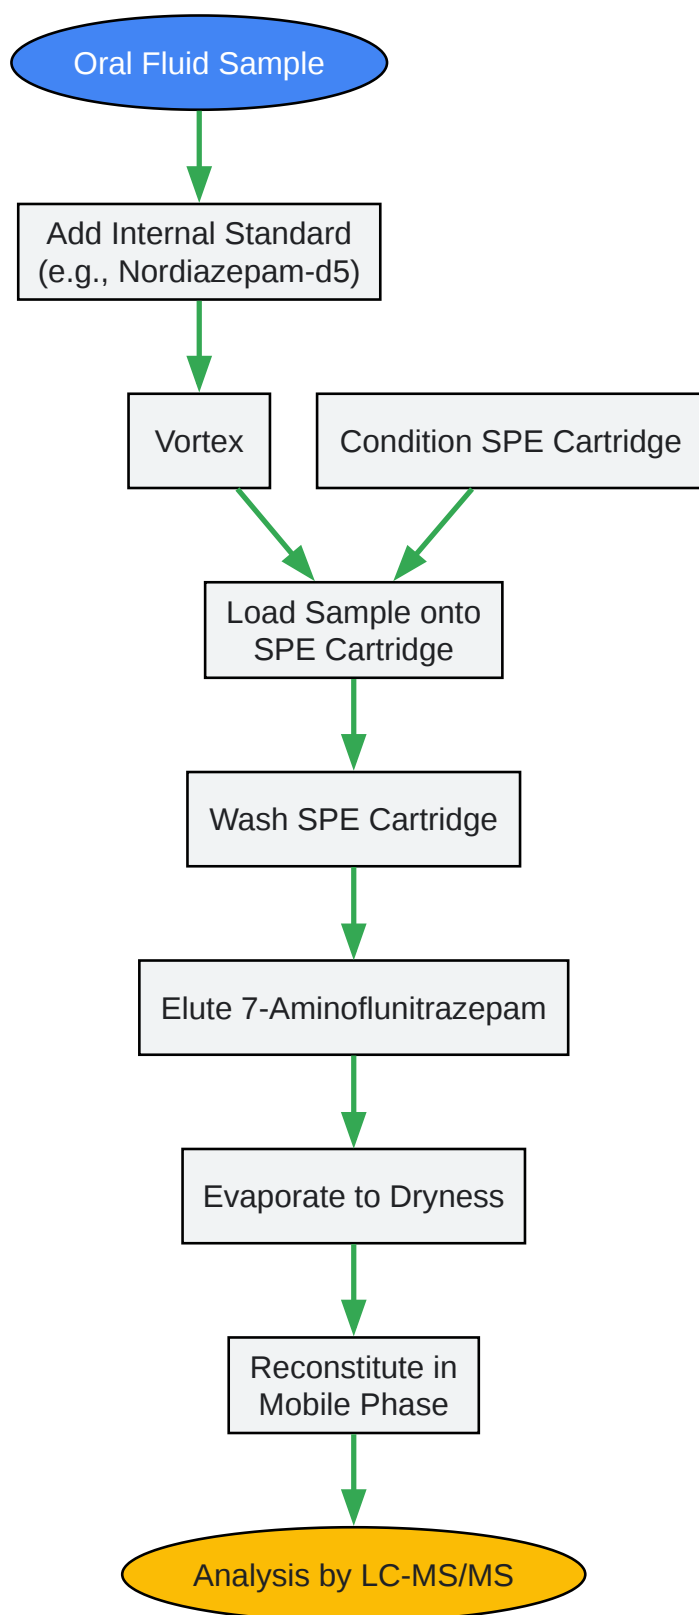 Oral Fluid Sample
Add Internal Standard
(e.g., Nordiazepam-d5)
Vortex
Condition SPE Cartridge
Load Sample onto
SPE Cartridge
Wash SPE Cartridge
Elute 7-Aminoflunitrazepam
Evaporate to Dryness
Reconstitute in
Mobile Phase
Analysis by LC-MS/MS